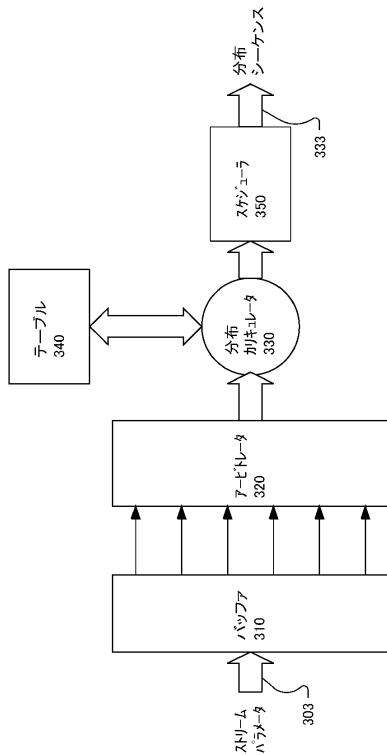 ストリーム
パラメータ
303
バッファ
310
アービトレータ
320
分布
カリキュレータ
330
テーブル
340
スケジューラ
350
分布
シーケンス
333